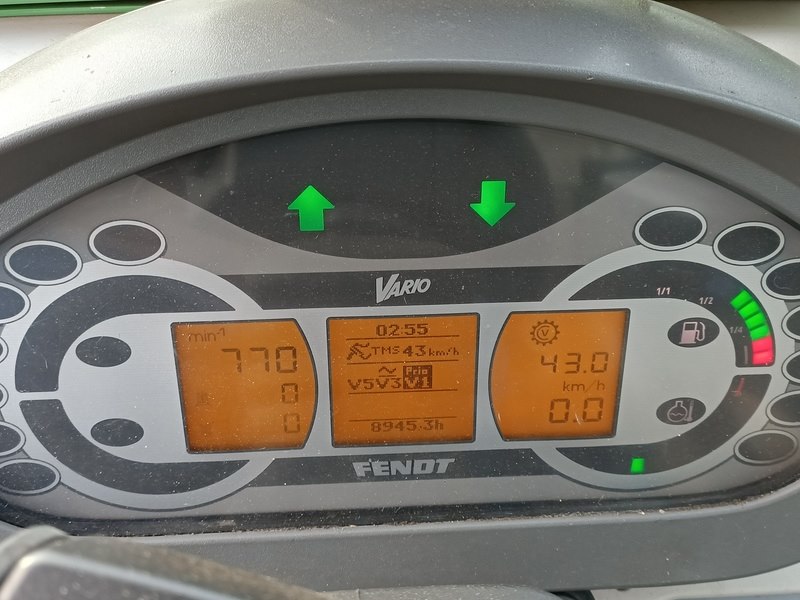 VARIO
min-1
770
0
0
02:55
TMS 43 km/h
V5 V3 Prio V1
8945.3h
V
43.0
km/h
0.0
1/1
1/2
1/4
FENDT